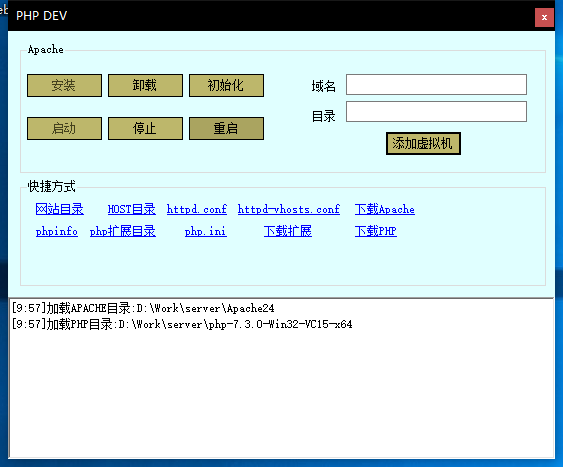 PHP DEV
x
Apache
安装 卸载 初始化
域名
启动 停止 重启
目录
添加虚拟机
快捷方式
网站目录 HOST目录 httpd.conf httpd-vhosts.conf 下载Apache
phpinfo php扩展目录 php.ini 下载扩展 下载PHP
[9:57]加载APACHE目录:D:\Work\server\Apache24
[9:57]加载PHP目录:D:\Work\server\php-7.3.0-Win32-VC15-x64